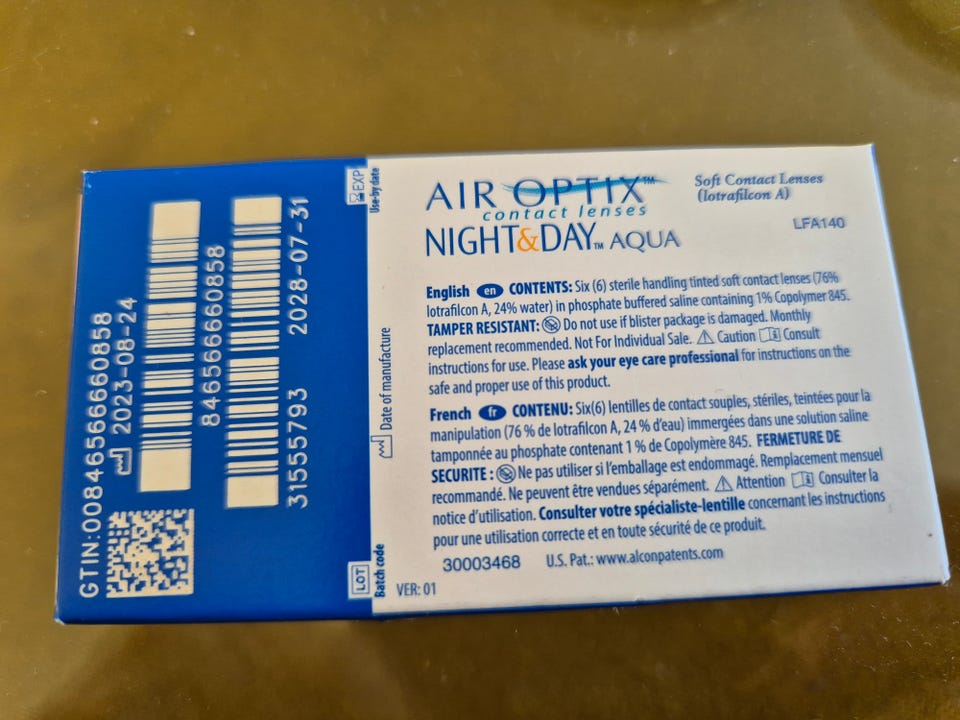 AIR OPTIX™
contact lenses
NIGHT&DAY™ AQUA
Soft Contact Lenses
(lotrafilcon A)
LFA140
English en CONTENTS: Six (6) sterile handling tinted soft contact lenses (76%
lotrafilcon A, 24% water) in phosphate buffered saline containing 1% Copolymer 845.
TAMPER RESISTANT: Do not use if blister package is damaged. Monthly
replacement recommended. Not For Individual Sale. Caution Consult
instructions for use. Please ask your eye care professional for instructions on the
safe and proper use of this product.
French fr CONTENU: Six(6) lentilles de contact souples, stériles, teintées pour la
manipulation (76 % de lotrafilcon A, 24 % d'eau) immergées dans une solution saline
tamponnée au phosphate contenant 1 % de Copolymère 845. FERMETURE DE
SECURITE : Ne pas utiliser si l'emballage est endommagé. Remplacement mensuel
recommandé. Ne peuvent être vendues séparément. Attention Consulter la
notice d'utilisation. Consulter votre spécialiste-lentille concernant les instructions
pour une utilisation correcte et en toute sécurité de ce produit.
30003468 U.S. Pat.: www.alconpatents.com
VER: 01
GTIN:00846566660858
2023-08-24
846566660858
31555793 2028-07-31
EXP
Use-by date
Date of manufacture
LOT
Batch code